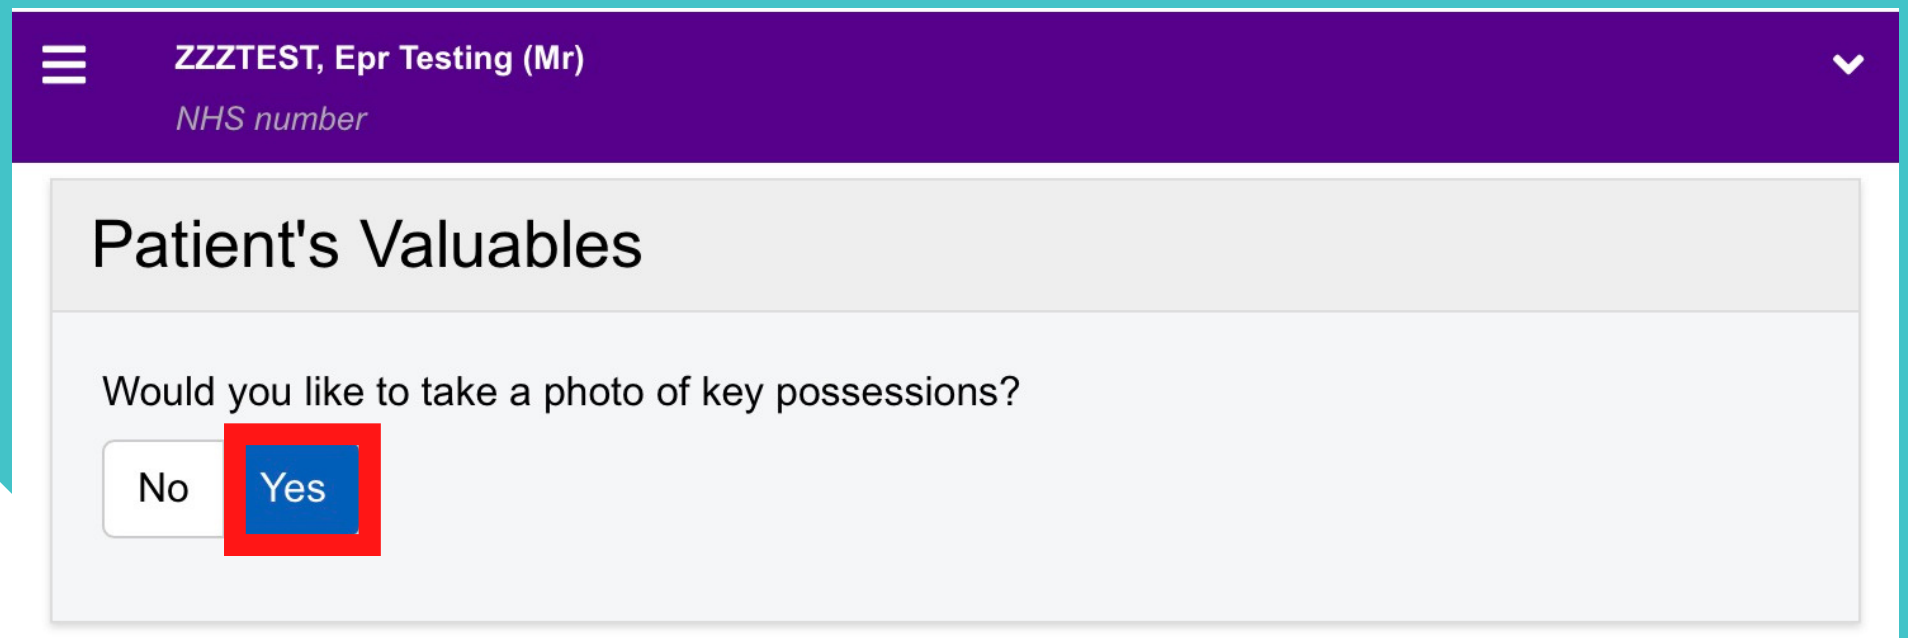 ZZZTEST, Epr Testing (Mr)
NHS number
Patient's Valuables
Would you like to take a photo of key possessions?
No Yes